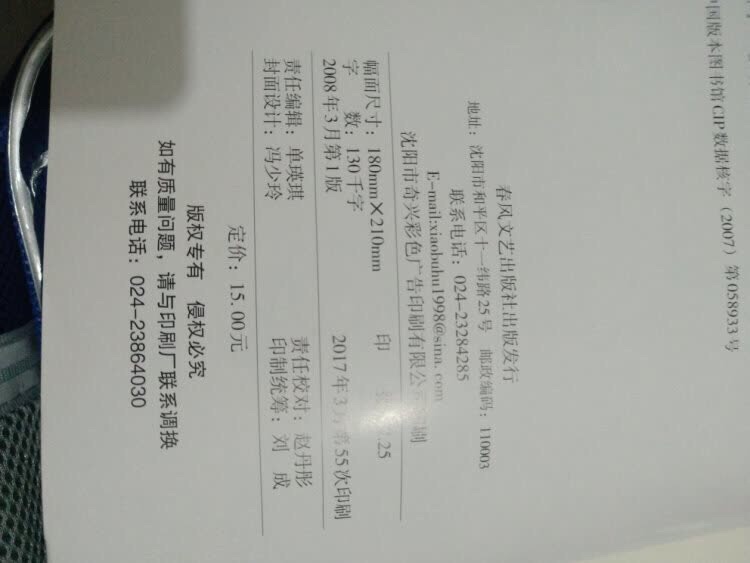 中国版本图书馆CIP数据核字（2007）第058933号
春风文艺出版社出版发行
地址：沈阳市和平区十一纬路25号 邮政编码：110003
联系电话：024-23284285
E-mail:xiaobuhu1998@sina.com
沈阳市奇兴彩色广告印刷有限公司印刷
幅面尺寸：180mm×210mm 印
字 数：130千字 .25
2008年3月第1版 2017年3月第55次印刷
责任编辑：单瑛琪 责任校对：赵丹彤
封面设计：冯少玲 印制统筹：刘 成
定价：15.00元
版权专有 侵权必究
如有质量问题，请与印刷厂联系调换
联系电话：024-23864030